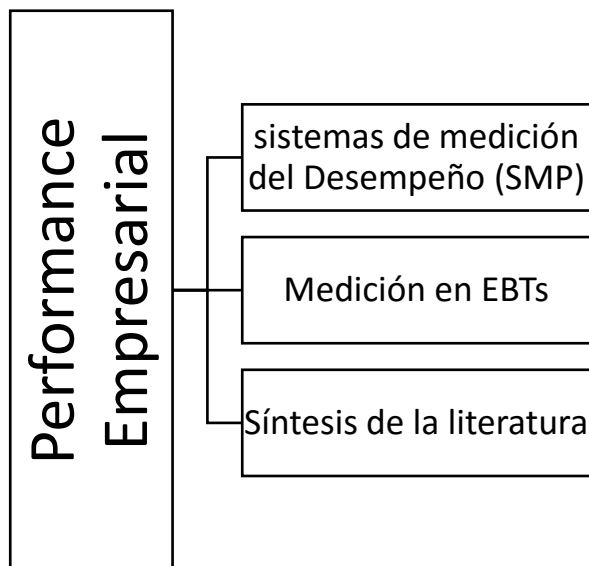 Performance
Empresarial
sistemas de medición
del Desempeño (SMP)
Medición en EBTs
Síntesis de la literatura